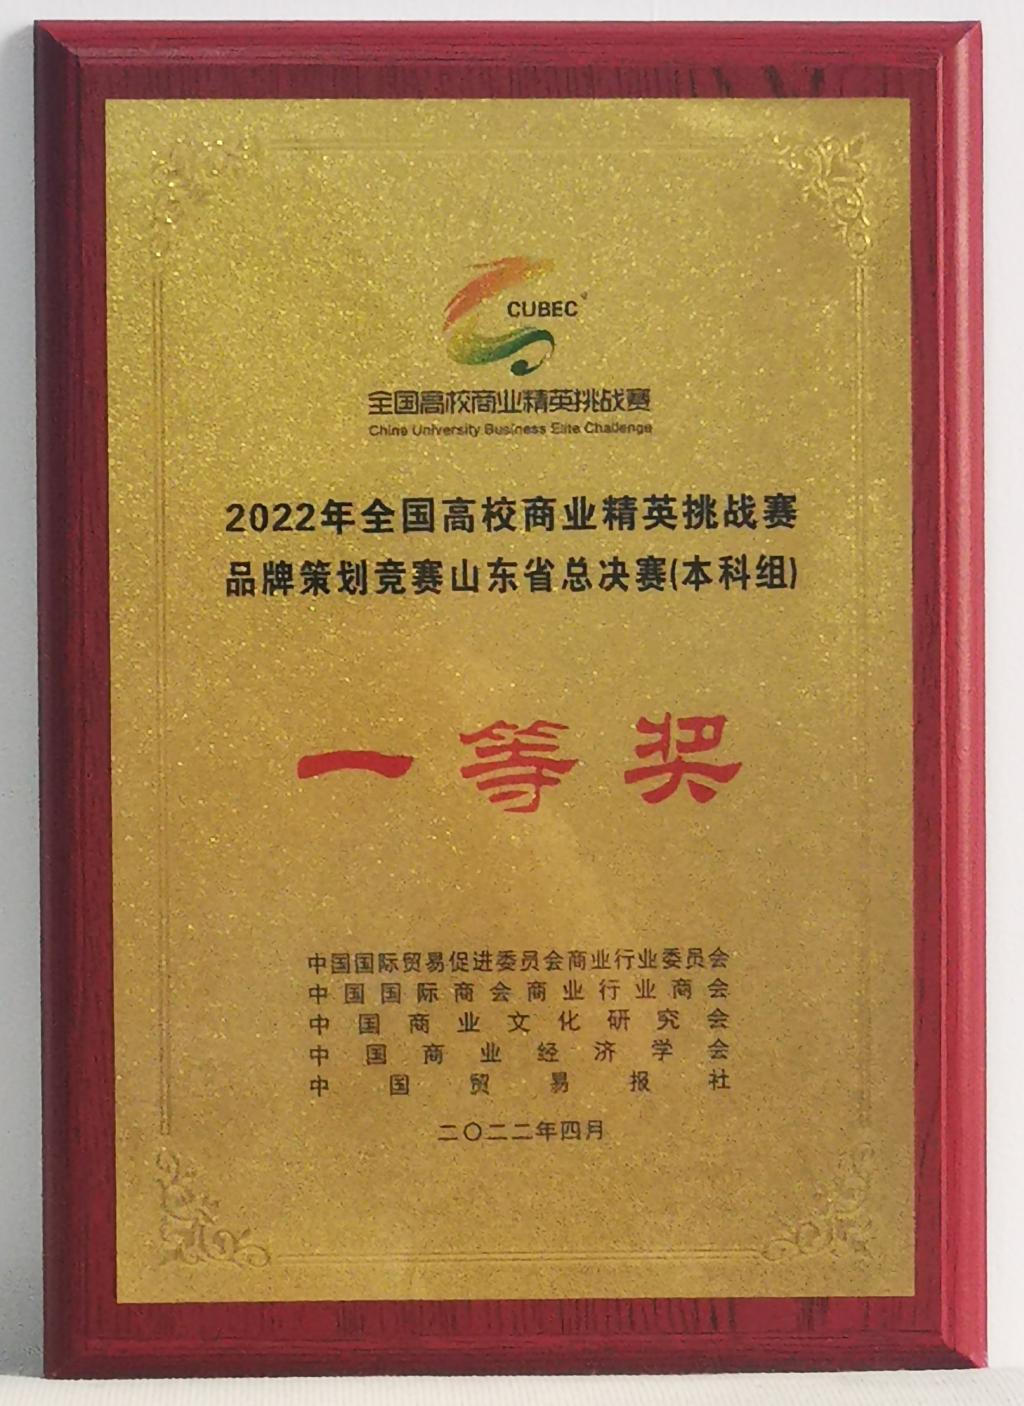 CUBEC
全国高校商业精英挑战赛
China University Business Elite Challenge
2022年全国高校商业精英挑战赛
品牌策划竞赛山东省总决赛(本科组)
一等奖
中国国际贸易促进委员会商业行业委员会
中国国际商会商业行业商会
中国商业文化研究会
中国商业经济学会
中国贸易报社
二〇二二年四月